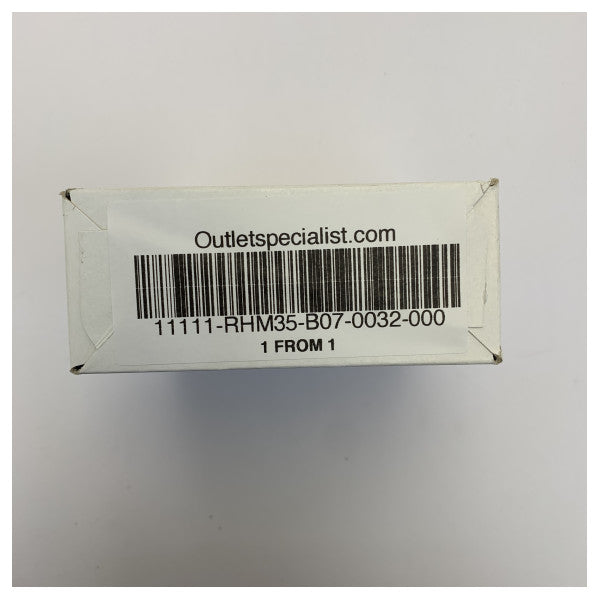 Outletspecialist.com
11111-RHM35-B07-0032-000
1 FROM 1